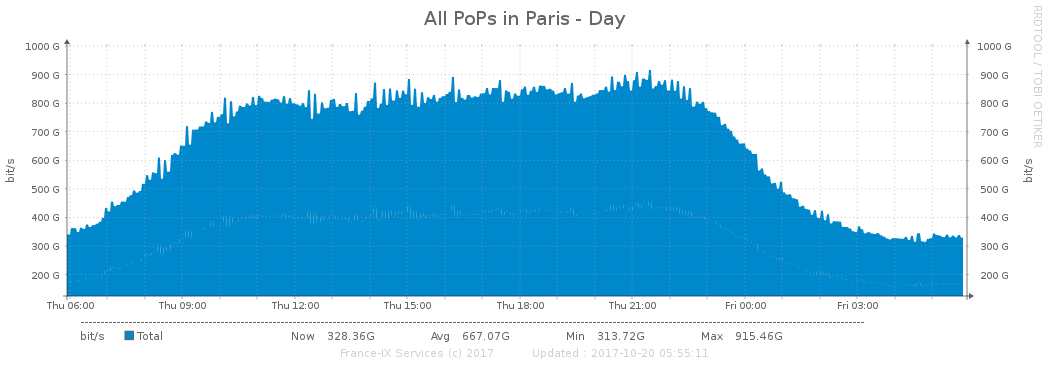 All PoPs in Paris - Day
RRDTOOL / TOBI OETIKER
1000 G 1000 G
900 G 900 G
800 G 800 G
700 G 700 G
600 G 600 G
500 G 500 G
400 G 400 G
300 G 300 G
200 G 200 G
bit/s bit/s
Thu 06:00 Thu 09:00 Thu 12:00 Thu 15:00 Thu 18:00 Thu 21:00 Fri 00:00 Fri 03:00
bit/s Total Now 328.36G Avg 667.07G Min 313.72G Max 915.46G
France-IX Services (c) 2017 Updated : 2017-10-20 05:55:11